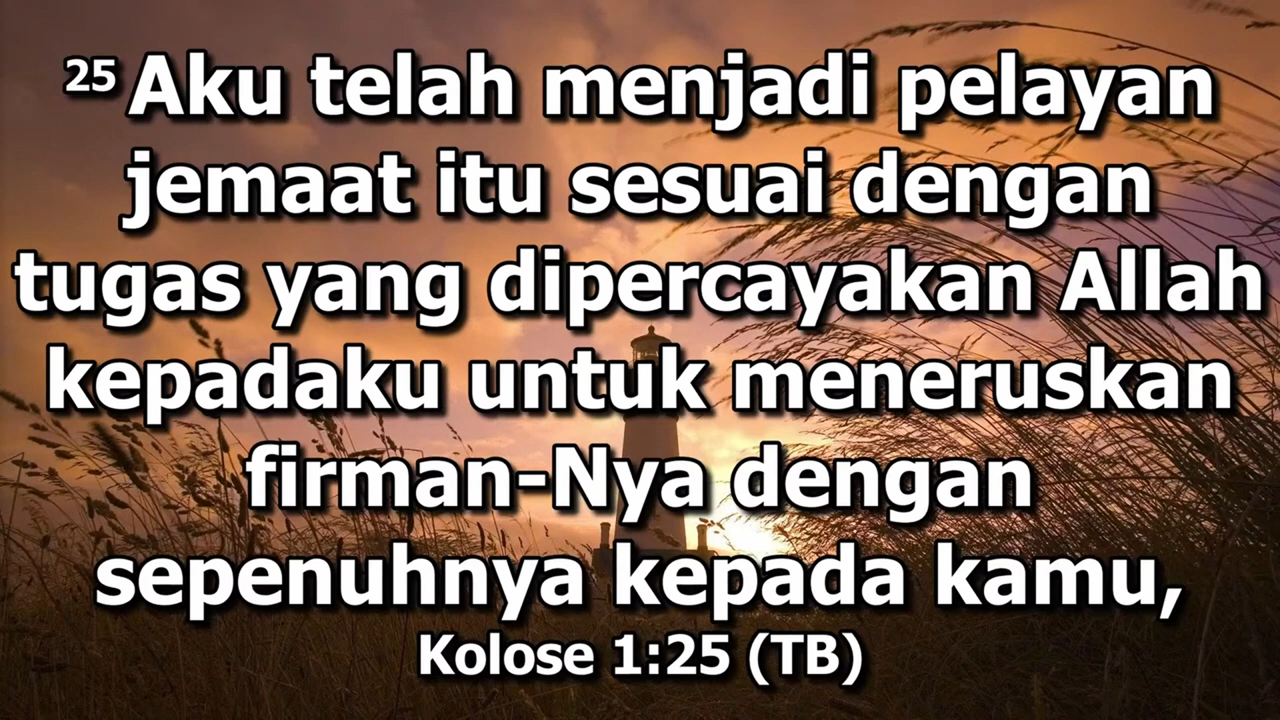 25 Aku telah menjadi pelayan
jemaat itu sesuai dengan
tugas yang dipercayakan Allah
kepadaku untuk meneruskan
firman-Nya dengan
sepenuhnya kepada kamu,
Kolose 1:25 (TB)